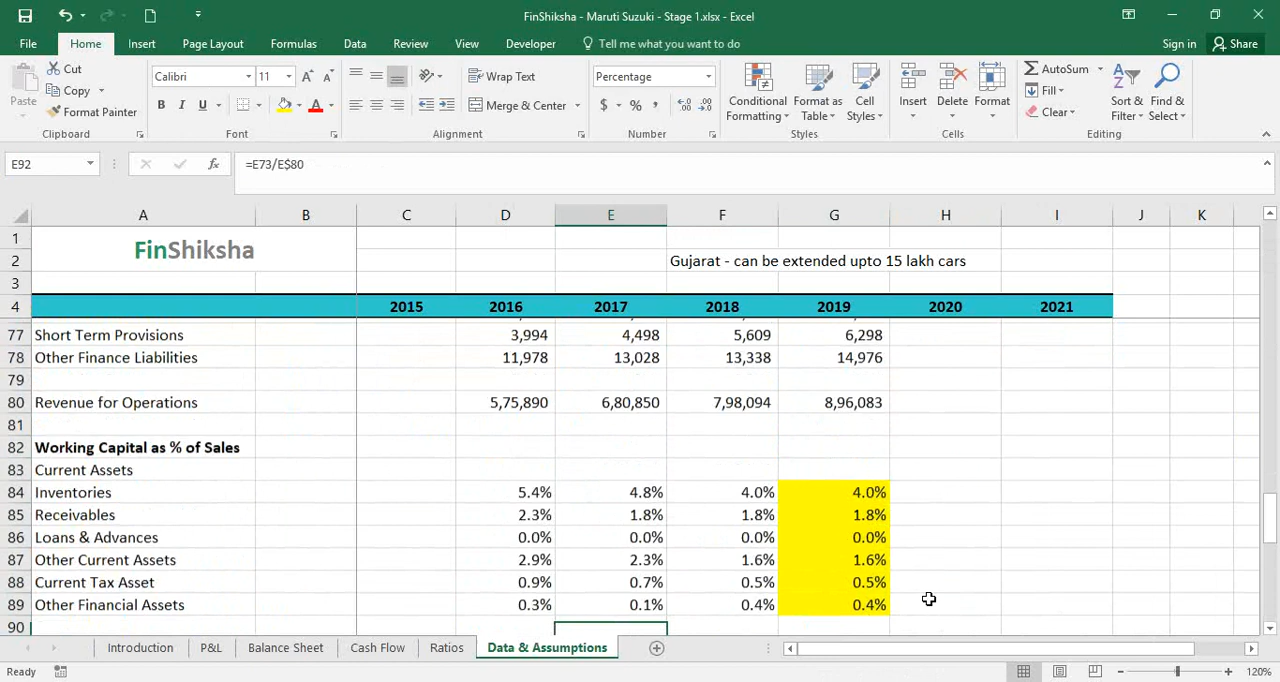 FinShiksha - Maruti Suzuki - Stage 1.xlsx - Excel
File Home Insert Page Layout Formulas Data Review View Developer Tell me what you want to do Sign in Share
Cut
Copy
Format Painter
Paste
Clipboard
Calibri 11
B I U
Font
Wrap Text
Merge & Center
Alignment
Percentage
$ % ,
Number
Conditional Formatting
Format as Table
Cell Styles
Styles
Insert Delete Format
Cells
AutoSum
Fill
Clear
Sort & Filter
Find & Select
Editing
E92 fx =E73/E$80
A B C D E F G H I J K
1 FinShiksha
2 Gujarat - can be extended upto 15 lakh cars
3
4 2015 2016 2017 2018 2019 2020 2021
77 Short Term Provisions 3,994 4,498 5,609 6,298
78 Other Finance Liabilities 11,978 13,028 13,338 14,976
79
80 Revenue for Operations 5,75,890 6,80,850 7,98,094 8,96,083
81
82 Working Capital as % of Sales
83 Current Assets
84 Inventories 5.4% 4.8% 4.0% 4.0%
85 Receivables 2.3% 1.8% 1.8% 1.8%
86 Loans & Advances 0.0% 0.0% 0.0% 0.0%
87 Other Current Assets 2.9% 2.3% 1.6% 1.6%
88 Current Tax Asset 0.9% 0.7% 0.5% 0.5%
89 Other Financial Assets 0.3% 0.1% 0.4% 0.4%
90
Introduction P&L Balance Sheet Cash Flow Ratios Data & Assumptions
Ready 120%